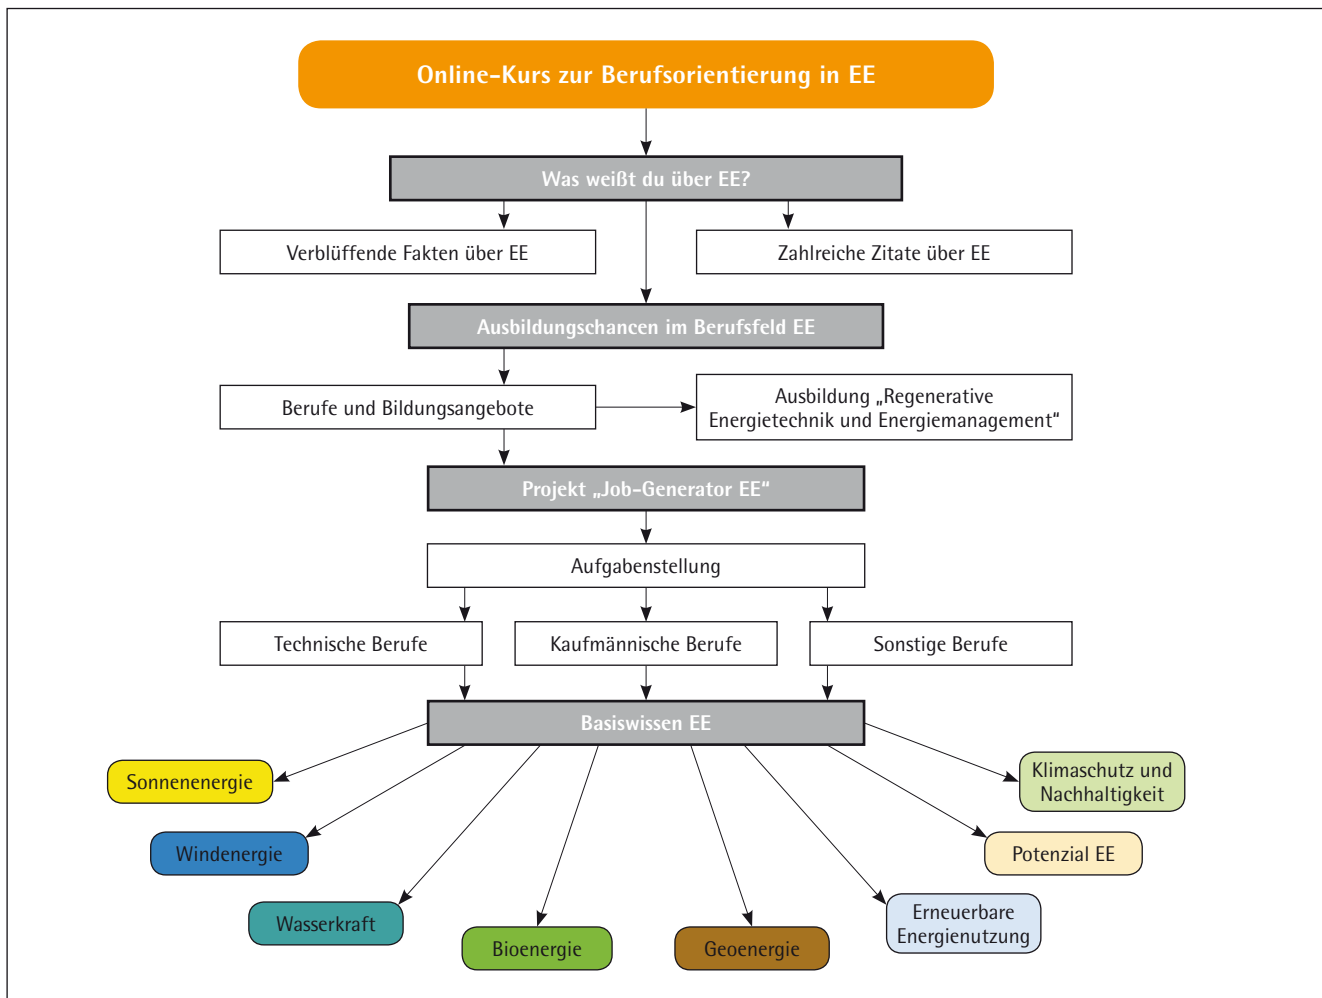 Online-Kurs zur Berufsorientierung in EE
Was weißt du über EE?
Verblüffende Fakten über EE
Zahlreiche Zitate über EE
Ausbildungschancen im Berufsfeld EE
Berufe und Bildungsangebote
Ausbildung „Regenerative
Energietechnik und Energiemanagement“
Projekt „Job-Generator EE“
Aufgabenstellung
Technische Berufe
Kaufmännische Berufe
Sonstige Berufe
Basiswissen EE
Sonnenenergie
Klimaschutz und
Nachhaltigkeit
Windenergie
Potenzial EE
Wasserkraft
Erneuerbare
Energienutzung
Bioenergie
Geoenergie